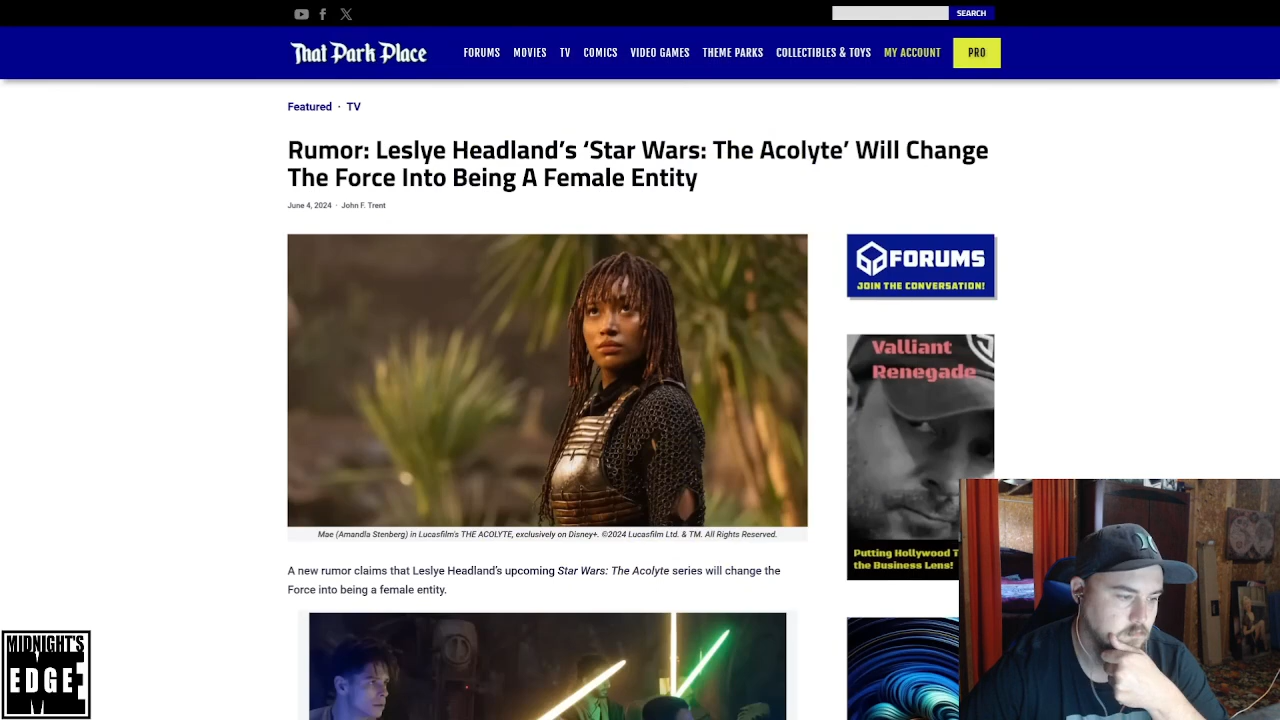 SEARCH
That Park Place
FORUMS MOVIES TV COMICS VIDEO GAMES THEME PARKS COLLECTIBLES & TOYS MY ACCOUNT PRO
Featured · TV
Rumor: Leslye Headland’s ‘Star Wars: The Acolyte’ Will Change
The Force Into Being A Female Entity
June 4, 2024 · John F. Trent
FORUMS
JOIN THE CONVERSATION!
Valliant
Renegade
Mae (Amandla Stenberg) in Lucasfilm's THE ACOLYTE, exclusively on Disney+. ©2024 Lucasfilm Ltd. & TM. All Rights Reserved.
Putting Hollywood T
the Business Lens!
A new rumor claims that Leslye Headland’s upcoming Star Wars: The Acolyte series will change the
Force into being a female entity.
MIDNIGHT'S
EDGE